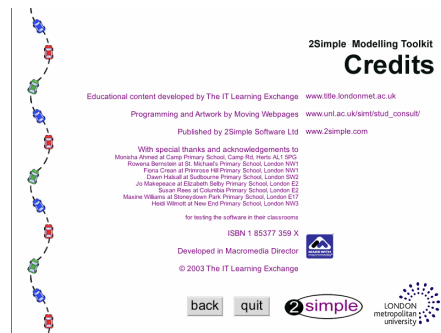 2Simple Modelling Toolkit
Credits
Educational content developed by The IT Learning Exchange www.title.londonmet.ac.uk
Programming and Artwork by Moving Webpages www.unl.ac.uk/simt/stud_consult/
Published by 2Simple Software Ltd www.2simple.com
With special thanks and acknowledgements to
Monisha Ahmed at Camp Primary School, Camp Rd, Herts AL1 5PG
Rowena Bernstein at St. Michael's Primary School, London NW1
Fiona Crean at Primrose Hill Primary School, London NW1
Dawn Halsall at Sudbourne Primary School, London SW2
Jo Makepeace at Elizabeth Selby Primary School, London E2
Susan Rees at Columbia Primary School, London E2
Maxine Williams at Stoneydown Park Primary School, London E17
Heidi Wilmott at New End Primary School, London NW3
for testing the software in their classrooms
ISBN 1 85377 359 X
Developed in Macromedia Director
MADE WITH
MACROMEDIA
© 2003 The IT Learning Exchange
back quit 2simple
LONDON
metropolitan
university